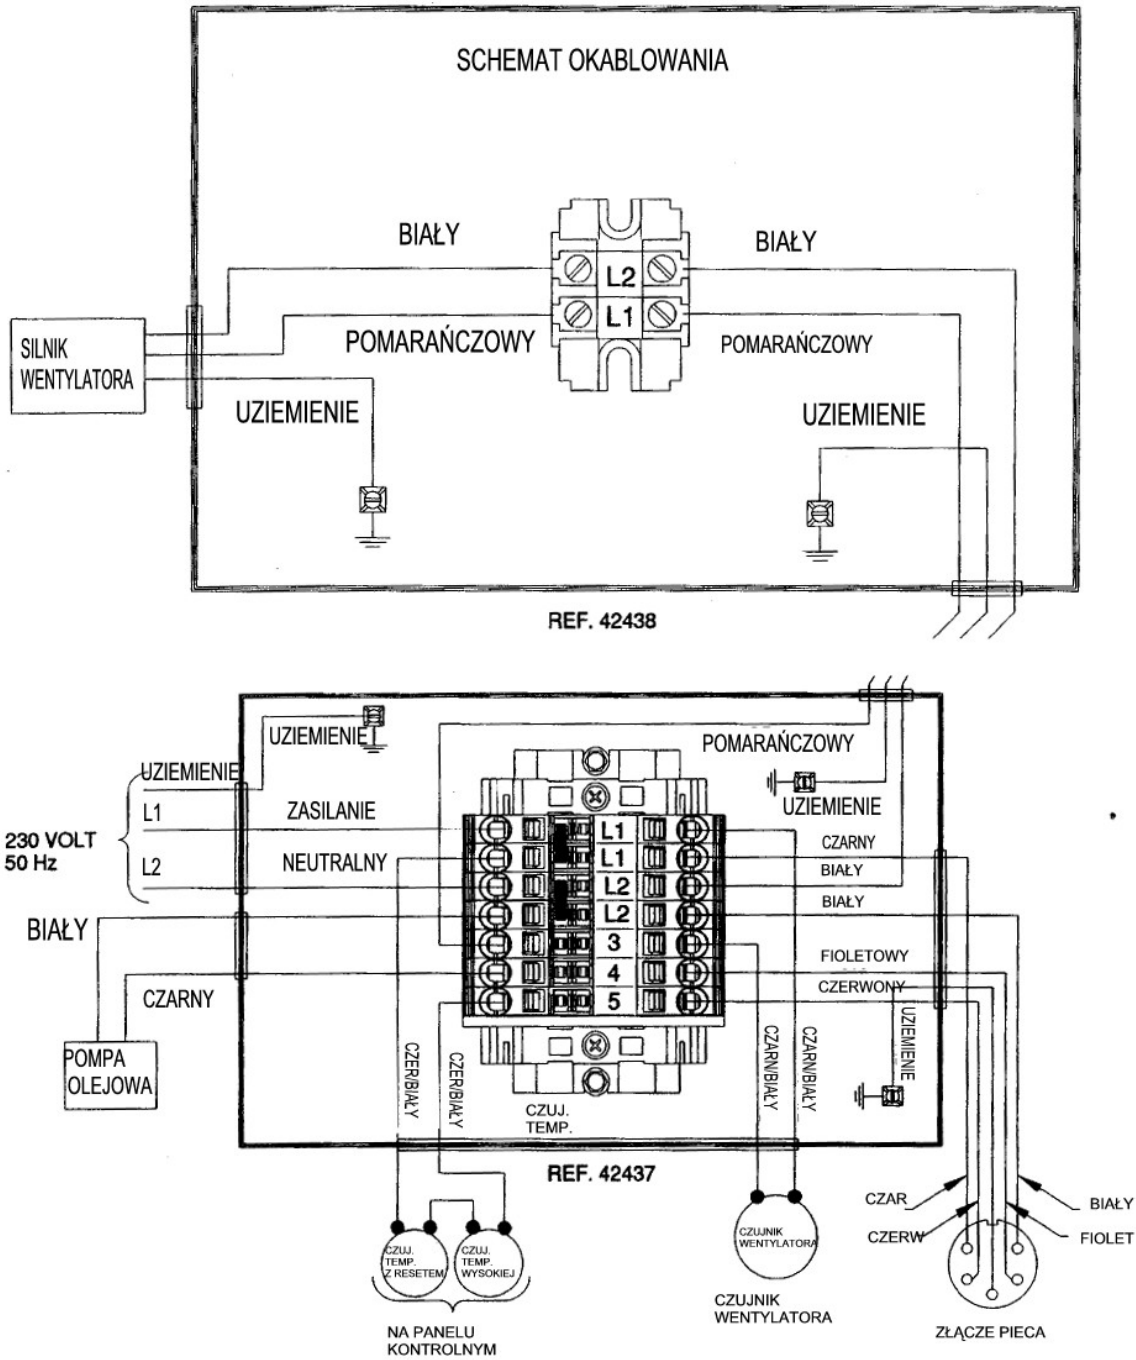 SCHEMAT OKABLOWANIA
BIAŁY
BIAŁY
L2
L1
POMARAŃCZOWY
POMARAŃCZOWY
SILNIK
WENTYLATORA
UZIEMIENIE
UZIEMIENIE
REF. 42438
UZIEMIENIE
POMARAŃCZOWY
UZIEMIENIE
UZIEMIENIE
L1
ZASILANIE
L1
CZARNY
230 VOLT
50 Hz
L2
NEUTRALNY
L1
BIAŁY
L2
BIAŁY
BIAŁY
L2
3
FIOLETOWY
CZARNY
4
CZERWONY
5
UZIEMIENIE
POMPA
OLEJOWA
CZER/BIAŁY
CZER/BIAŁY
CZARN/BIAŁY
CZARN/BIAŁY
CZUJ.
TEMP.
REF. 42437
CZAR
BIAŁY
CZERW
FIOLET
CZUJ.
TEMP.
Z RESETEM
CZUJ.
TEMP.
WYSOKIEJ
CZUJNIK
WENTYLATORA
CZUJNIK
WENTYLATORA
NA PANELU
KONTROLNYM
ZŁĄCZE PIECA